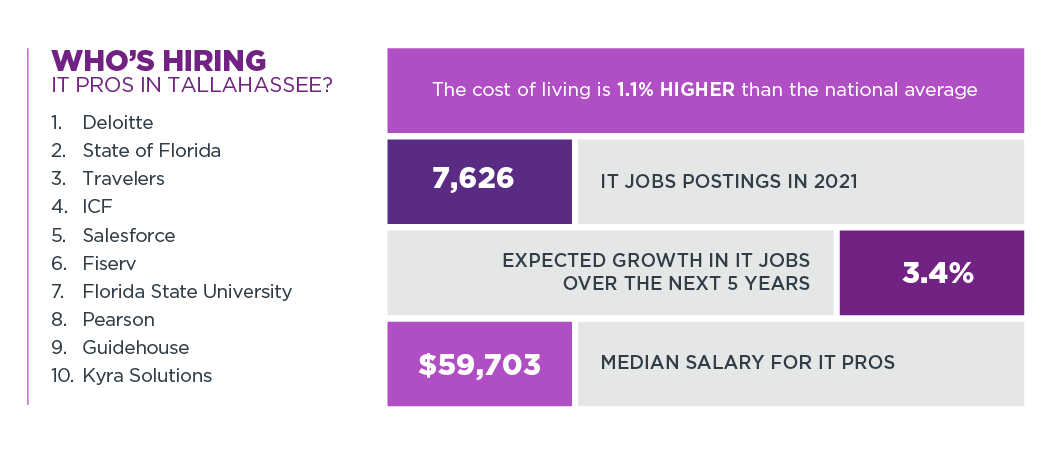 WHO'S HIRING
IT PROS IN TALLAHASSEE?
1. Deloitte
2. State of Florida
3. Travelers
4. ICF
5. Salesforce
6. Fiserv
7. Florida State University
8. Pearson
9. Guidehouse
10. Kyra Solutions
The cost of living is 1.1% HIGHER than the national average
7,626
IT JOBS POSTINGS IN 2021
EXPECTED GROWTH IN IT JOBS
OVER THE NEXT 5 YEARS
3.4%
$59,703
MEDIAN SALARY FOR IT PROS